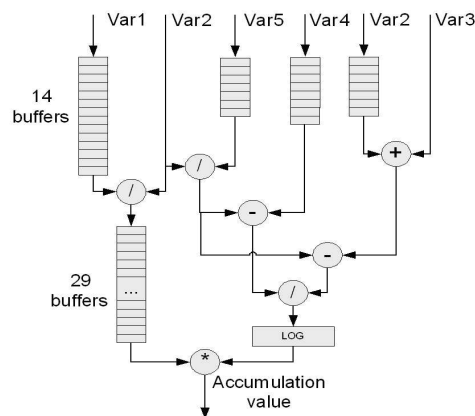 Var1 Var2 Var5 Var4 Var2 Var3
14
buffers
/
+
/
-
-
29
buffers
...
/
LOG
*
Accumulation
value